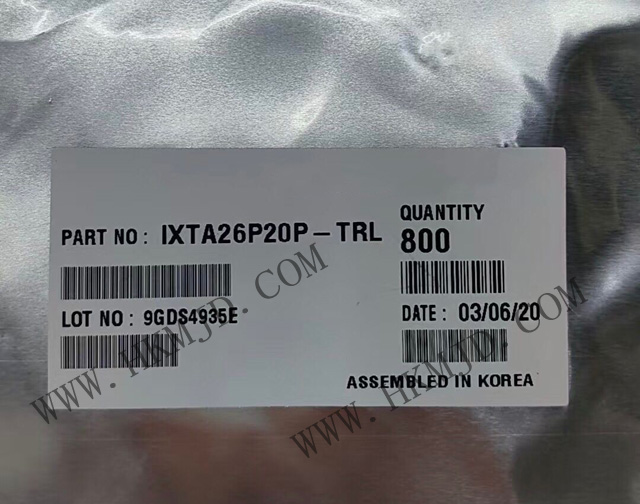 PART NO : IXTA26P20P-TRL
QUANTITY
800
LOT NO : 9GDS4935E
DATE : 03/06/20
ASSEMBLED IN KOREA
WWW.HKMJD.COM
WWW.HKMJD.COM